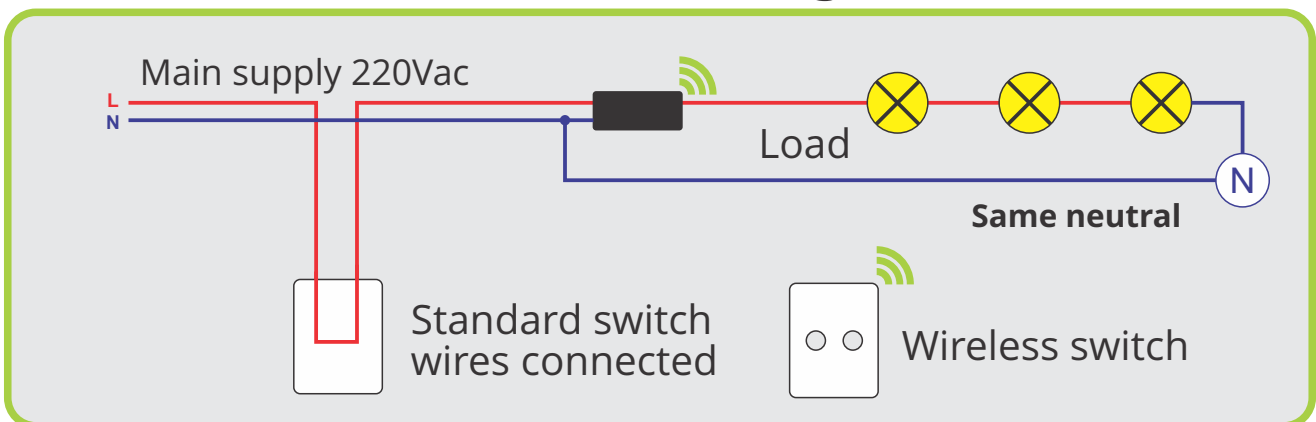 Main supply 220Vac
L
N
Load
N
Same neutral
Standard switch
wires connected
Wireless switch